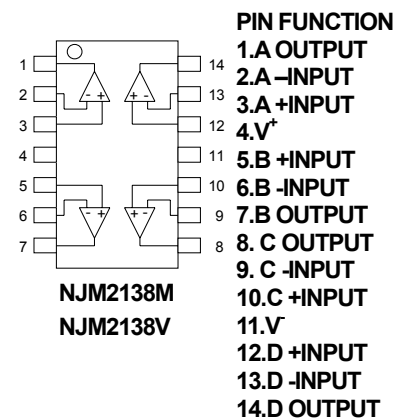 PIN FUNCTION
1.A OUTPUT
2.A –INPUT
3.A +INPUT
4.V+
5.B +INPUT
6.B -INPUT
7.B OUTPUT
8. C OUTPUT
9. C -INPUT
10.C +INPUT
11.V-
12.D +INPUT
13.D -INPUT
14.D OUTPUT
1 14
2 - + - + 13
3 12
4 11
5 10
6 - + - + 9
7 8
NJM2138M
NJM2138V